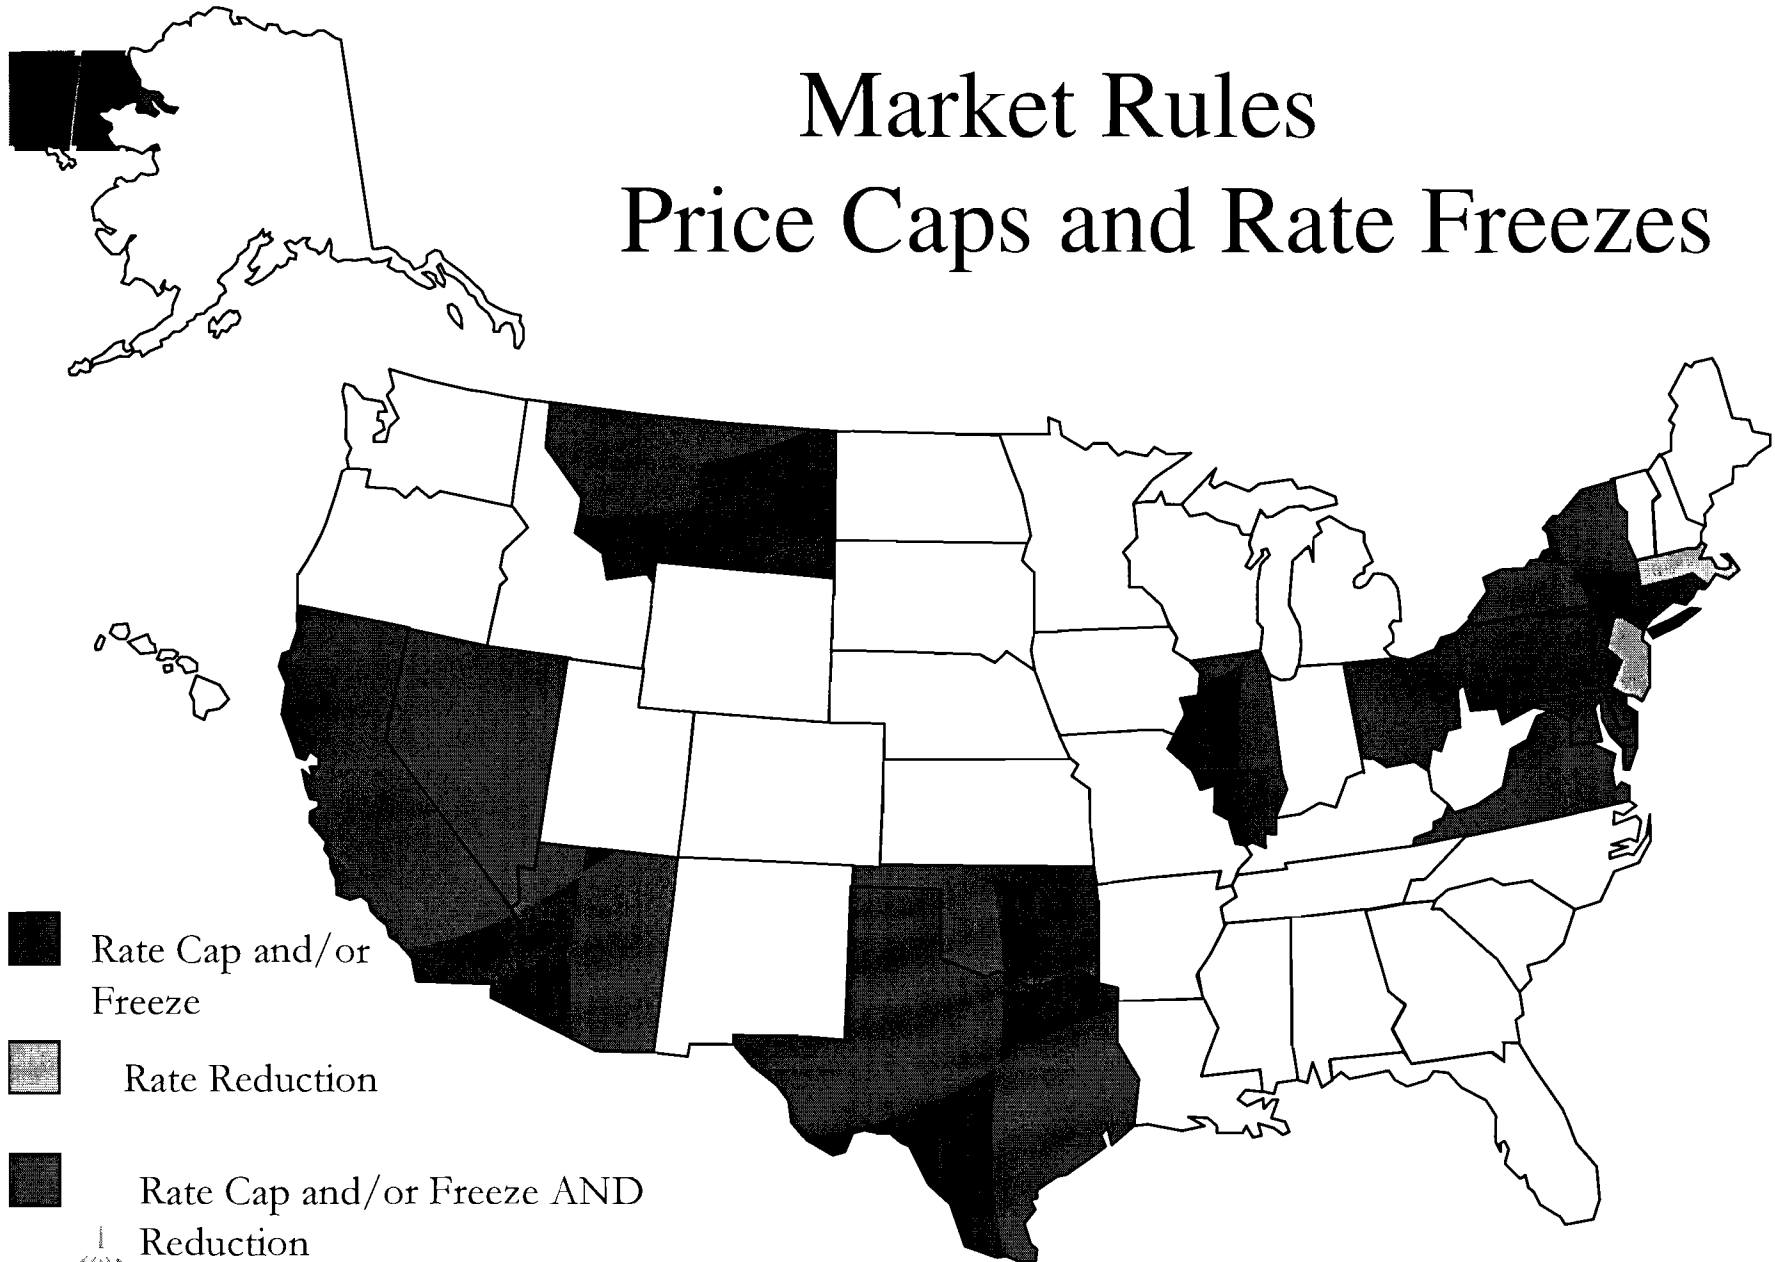 Market Rules
Price Caps and Rate Freezes
Rate Cap and/or
Freeze
Rate Reduction
Rate Cap and/or Freeze AND
Reduction